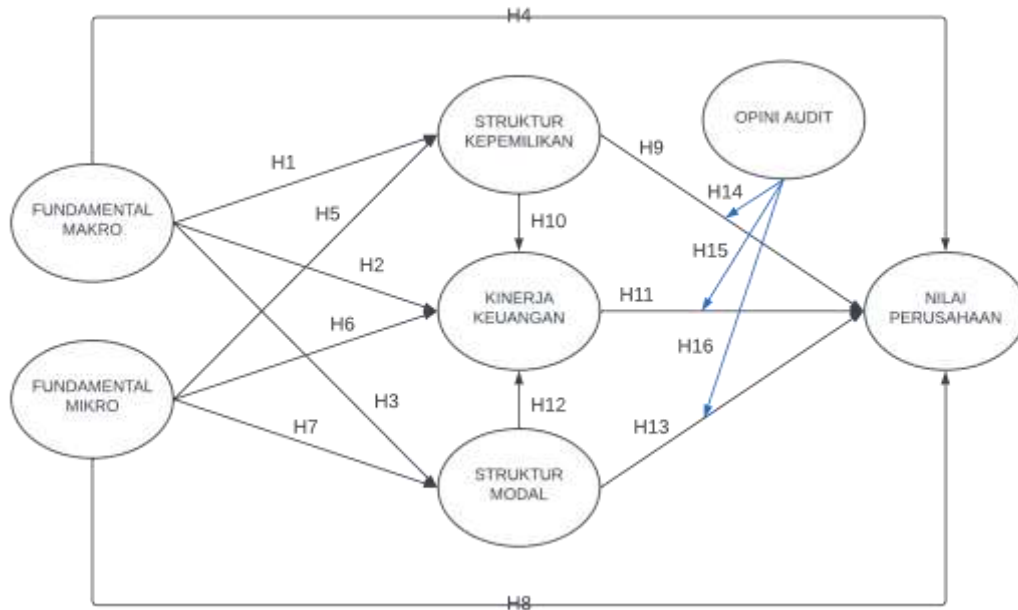 H4
STRUKTUR
KEPEMILIKAN
OPINI AUDIT
H1
H9
H14
FUNDAMENTAL
MAKRO
H5
H10
H15
H2
KINERJA
KEUANGAN
H11
NILAI
PERUSAHAAN
H6
H16
FUNDAMENTAL
MIKRO
H3
H12
H7
H13
STRUKTUR
MODAL
H8